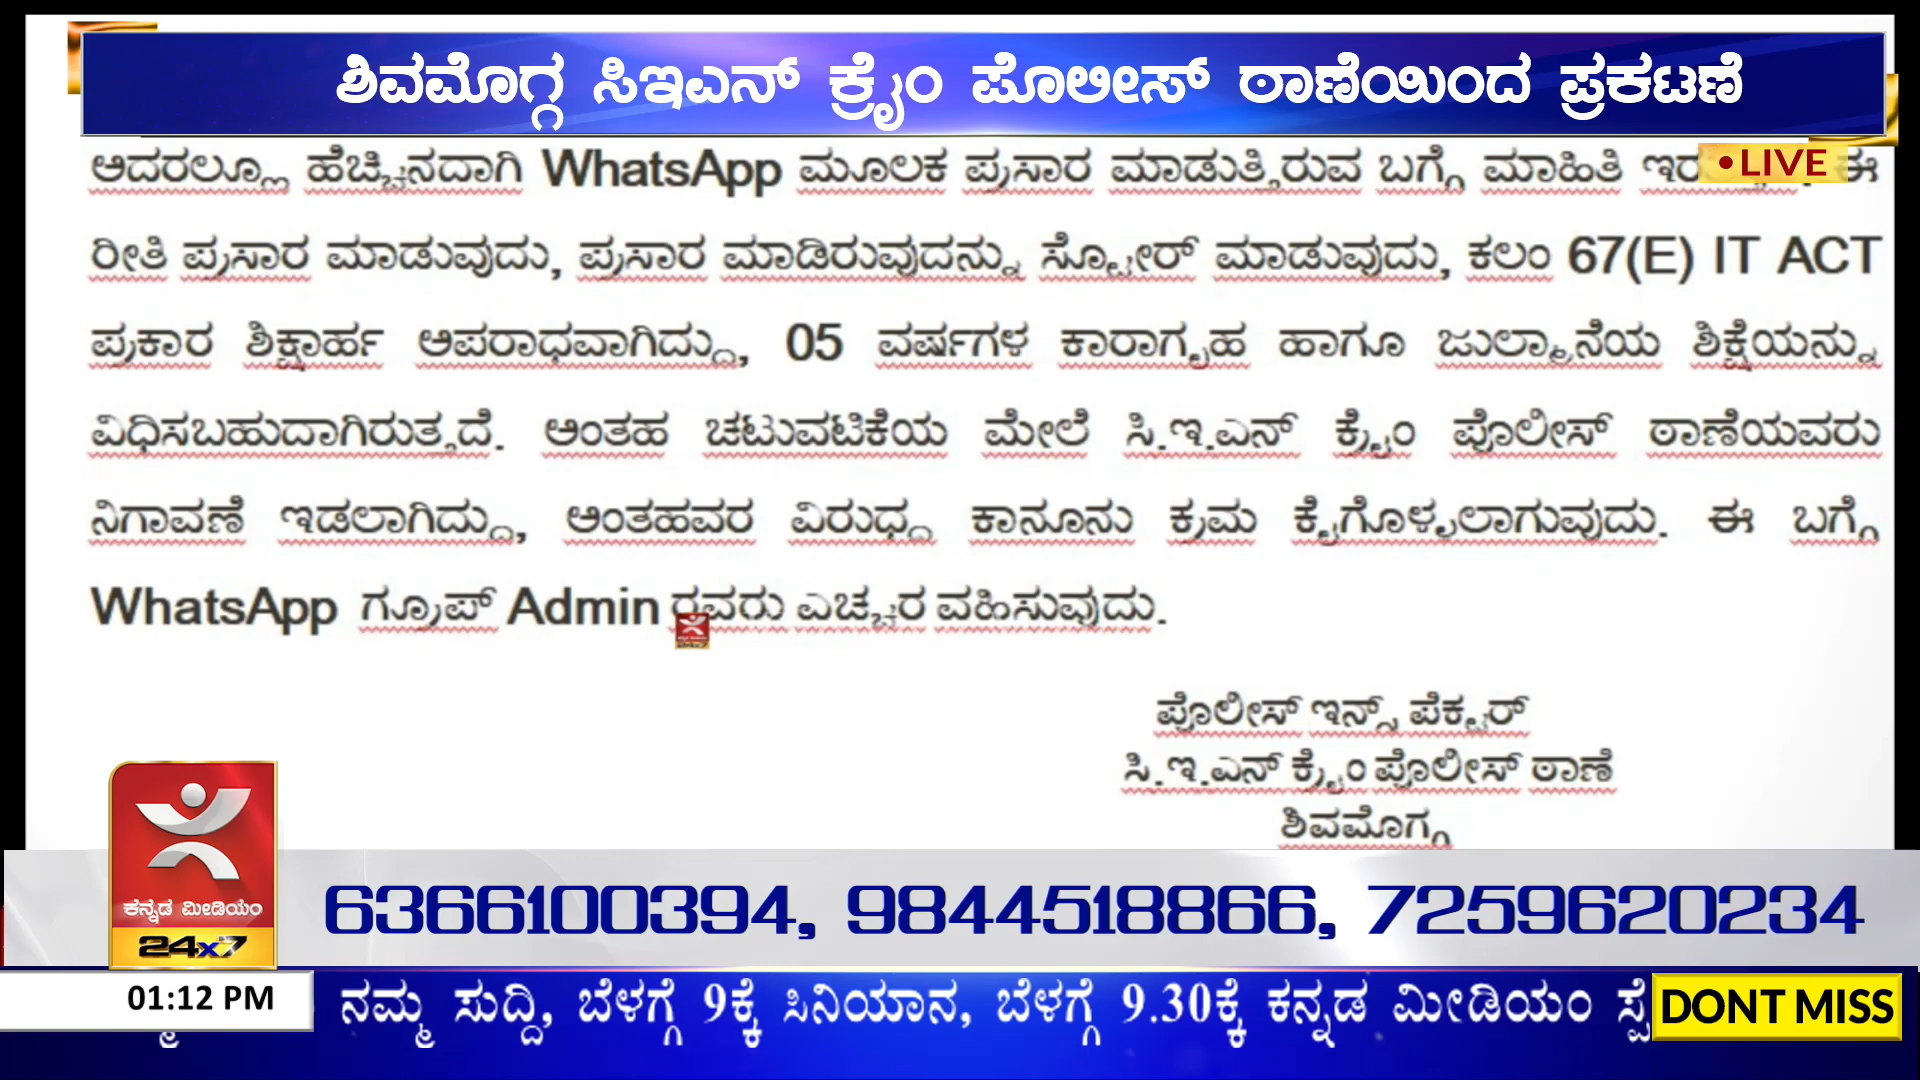 ಶಿವಮೊಗ್ಗ ಸಿಇಎನ್ ಕ್ರೈಂ ಪೊಲೀಸ್ ಠಾಣೆಯಿಂದ ಪ್ರಕಟಣೆ
ಅದರಲ್ಲೂ ಹೆಚ್ಚಿನದಾಗಿ WhatsApp ಮೂಲಕ ಪ್ರಸಾರ ಮಾಡುತ್ತಿರುವ ಬಗ್ಗೆ ಮಾಹಿತಿ ಈ
• LIVE
ರೀತಿ ಪ್ರಸಾರ ಮಾಡುವುದು, ಪ್ರಸಾರ ಮಾಡಿರುವುದನ್ನು ಸ್ಟೋರ್ ಮಾಡುವುದು, ಕಲಂ 67(E) IT ACT
ಪ್ರಕಾರ ಶಿಕ್ಷಾರ್ಹ ಅಪರಾಧವಾಗಿದ್ದು, 05 ವರ್ಷಗಳ ಕಾರಾಗೃಹ ಹಾಗೂ ಜುಲ್ಮಾನೆಯ ಶಿಕ್ಷೆಯನ್ನು
ವಿಧಿಸಬಹುದಾಗಿರುತ್ತದೆ. ಅಂತಹ ಚಟುವಟಿಕೆಯ ಮೇಲೆ ಸಿ.ಇ.ಎನ್ ಕ್ರೈಂ ಪೊಲೀಸ್ ಠಾಣೆಯವರು
ನಿಗಾವಣೆ ಇಡಲಾಗಿದ್ದು, ಅಂತಹವರ ವಿರುಧ್ದ ಕಾನೂನು ಕ್ರಮ ಕೈಗೊಳ್ಳಲಾಗುವುದು. ಈ ಬಗ್ಗೆ
WhatsApp ಗ್ರೂಪ್ Admin ರವರು ಎಚ್ಚರ ವಹಿಸುವುದು.
ಪೊಲೀಸ್ ಇನ್ಸ್ ಪೆಕ್ಟರ್
ಸಿ.ಇ.ಎನ್ ಕ್ರೈಂ ಪೊಲೀಸ್ ಠಾಣೆ
ಶಿವಮೊಗ್ಗ
ಕನ್ನಡ ಮೀಡಿಯಂ
24x7
6366100394, 9844518866, 7259620234
01:12 PM
ನಮ್ಮ ಸುದ್ದಿ, ಬೆಳಗ್ಗೆ 9ಕ್ಕೆ ಸಿನಿಯಾನ, ಬೆಳಗ್ಗೆ 9.30ಕ್ಕೆ ಕನ್ನಡ ಮೀಡಿಯಂ ಸ್ಪೆ
DONT MISS